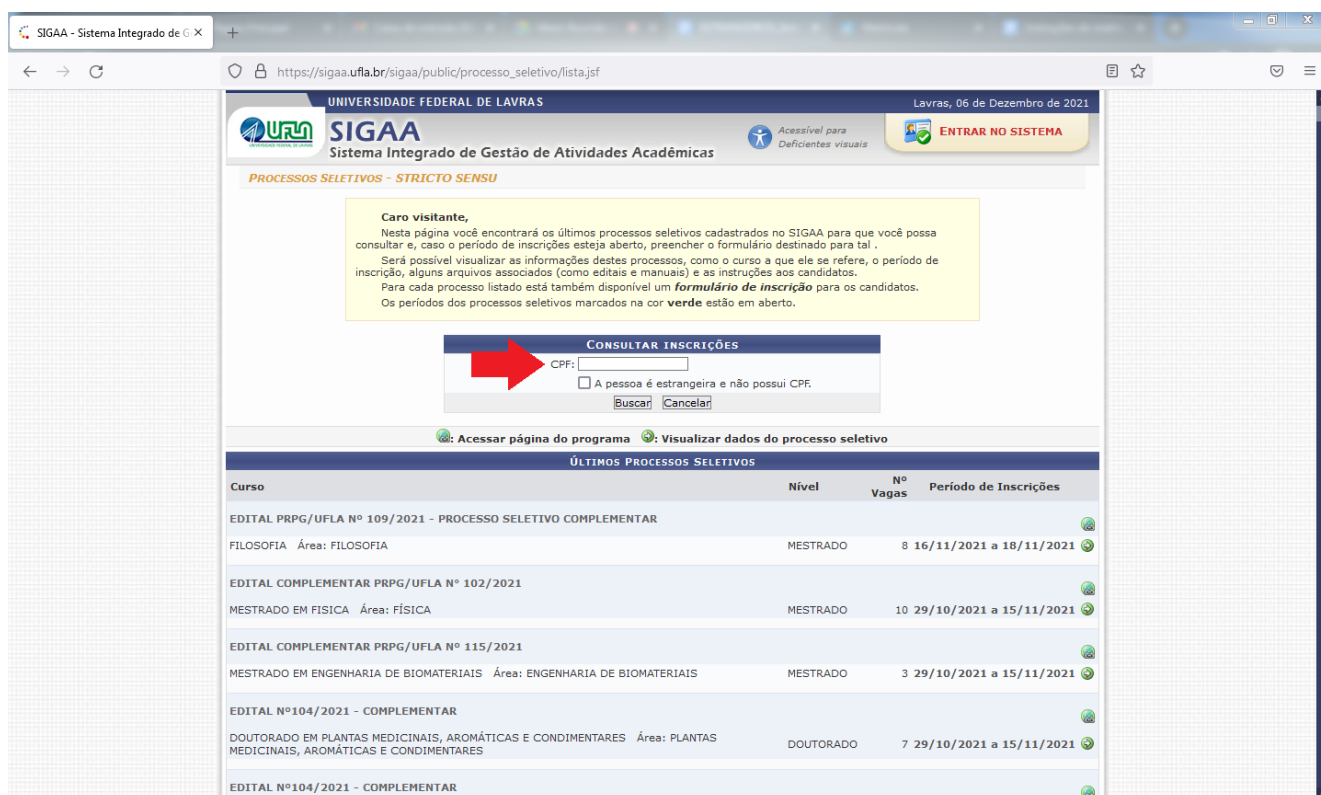 SIGAA - Sistema Integrado de G
https://sigaa.ufla.br/sigaa/public/processo_seletivo/lista.jsf
UNIVERSIDADE FEDERAL DE LAVRAS
Lavras, 06 de Dezembro de 2021
UFLA
SIGAA
Sistema Integrado de Gestão de Atividades Acadêmicas
Acessível para
Deficientes visuais
ENTRAR NO SISTEMA
PROCESSOS SELETIVOS - STRICTO SENSU
Caro visitante,
Nesta página você encontrará os últimos processos seletivos cadastrados no SIGAA para que você possa
consultar e, caso o período de inscrições esteja aberto, preencher o formulário destinado para tal .
Será possível visualizar as informações destes processos, como o curso a que ele se refere, o período de
inscrição, alguns arquivos associados (como editais e manuais) e as instruções aos candidatos.
Para cada processo listado está também disponível um formulário de inscrição para os candidatos.
Os períodos dos processos seletivos marcados na cor verde estão em aberto.
CONSULTAR INSCRIÇÕES
CPF:
A pessoa é estrangeira e não possui CPF.
Buscar Cancelar
: Acessar página do programa : Visualizar dados do processo seletivo
ÚLTIMOS PROCESSOS SELETIVOS
Curso Nível Nº Vagas Período de Inscrições
EDITAL PRPG/UFLA Nº 109/2021 - PROCESSO SELETIVO COMPLEMENTAR
FILOSOFIA Área: FILOSOFIA MESTRADO 8 16/11/2021 a 18/11/2021
EDITAL COMPLEMENTAR PRPG/UFLA N° 102/2021
MESTRADO EM FISICA Área: FÍSICA MESTRADO 10 29/10/2021 a 15/11/2021
EDITAL COMPLEMENTAR PRPG/UFLA Nº 115/2021
MESTRADO EM ENGENHARIA DE BIOMATERIAIS Área: ENGENHARIA DE BIOMATERIAIS MESTRADO 3 29/10/2021 a 15/11/2021
EDITAL Nº104/2021 - COMPLEMENTAR
DOUTORADO EM PLANTAS MEDICINAIS, AROMÁTICAS E CONDIMENTARES Área: PLANTAS
MEDICINAIS, AROMÁTICAS E CONDIMENTARES DOUTORADO 7 29/10/2021 a 15/11/2021
EDITAL Nº104/2021 - COMPLEMENTAR